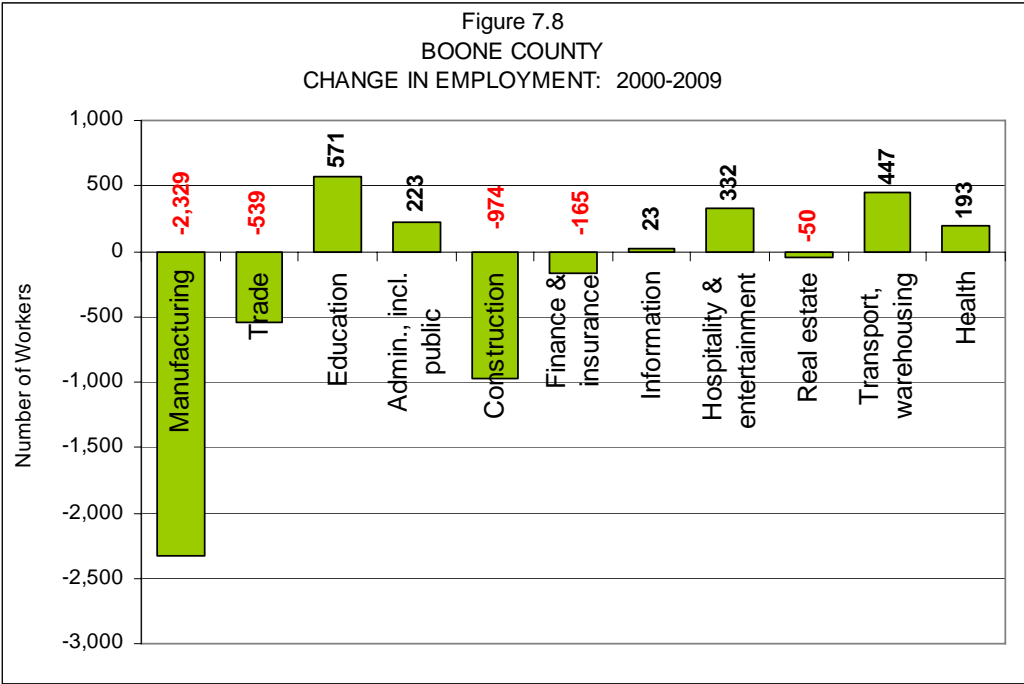 Figure 7.8
BOONE COUNTY
CHANGE IN EMPLOYMENT:  2000-2009
Number of Workers
1,000
500
0
-500
-1,000
-1,500
-2,000
-2,500
-3,000
-2,329
-539
571
223
-974
-165
23
332
-50
447
193
Manufacturing
Trade
Education
Admin., incl.
public
Construction
Finance &
insurance
Information
Hospitality &
entertainment
Real estate
Transport,
warehousing
Health